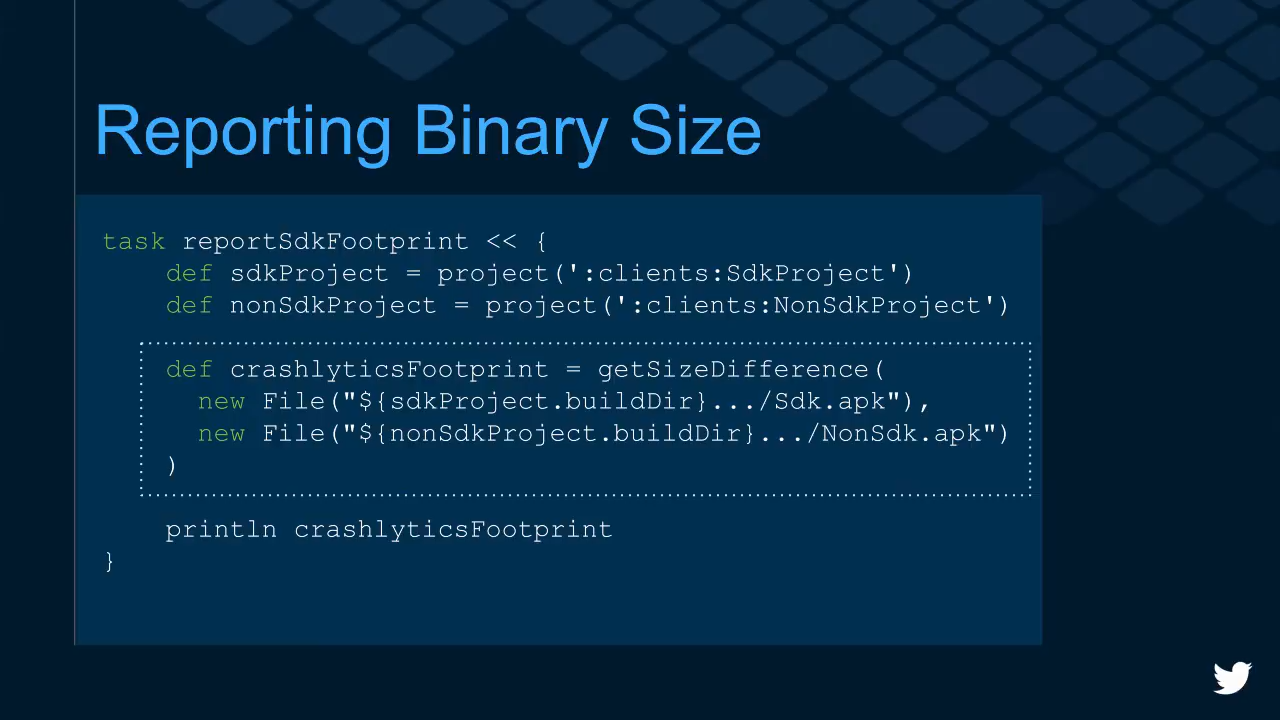 Reporting Binary Size
task reportSdkFootprint << {
    def sdkProject = project(':clients:SdkProject')
    def nonSdkProject = project(':clients:NonSdkProject')
    def crashlyticsFootprint = getSizeDifference(
      new File("${sdkProject.buildDir}.../Sdk.apk"),
      new File("${nonSdkProject.buildDir}.../NonSdk.apk")
    )
    println crashlyticsFootprint
}